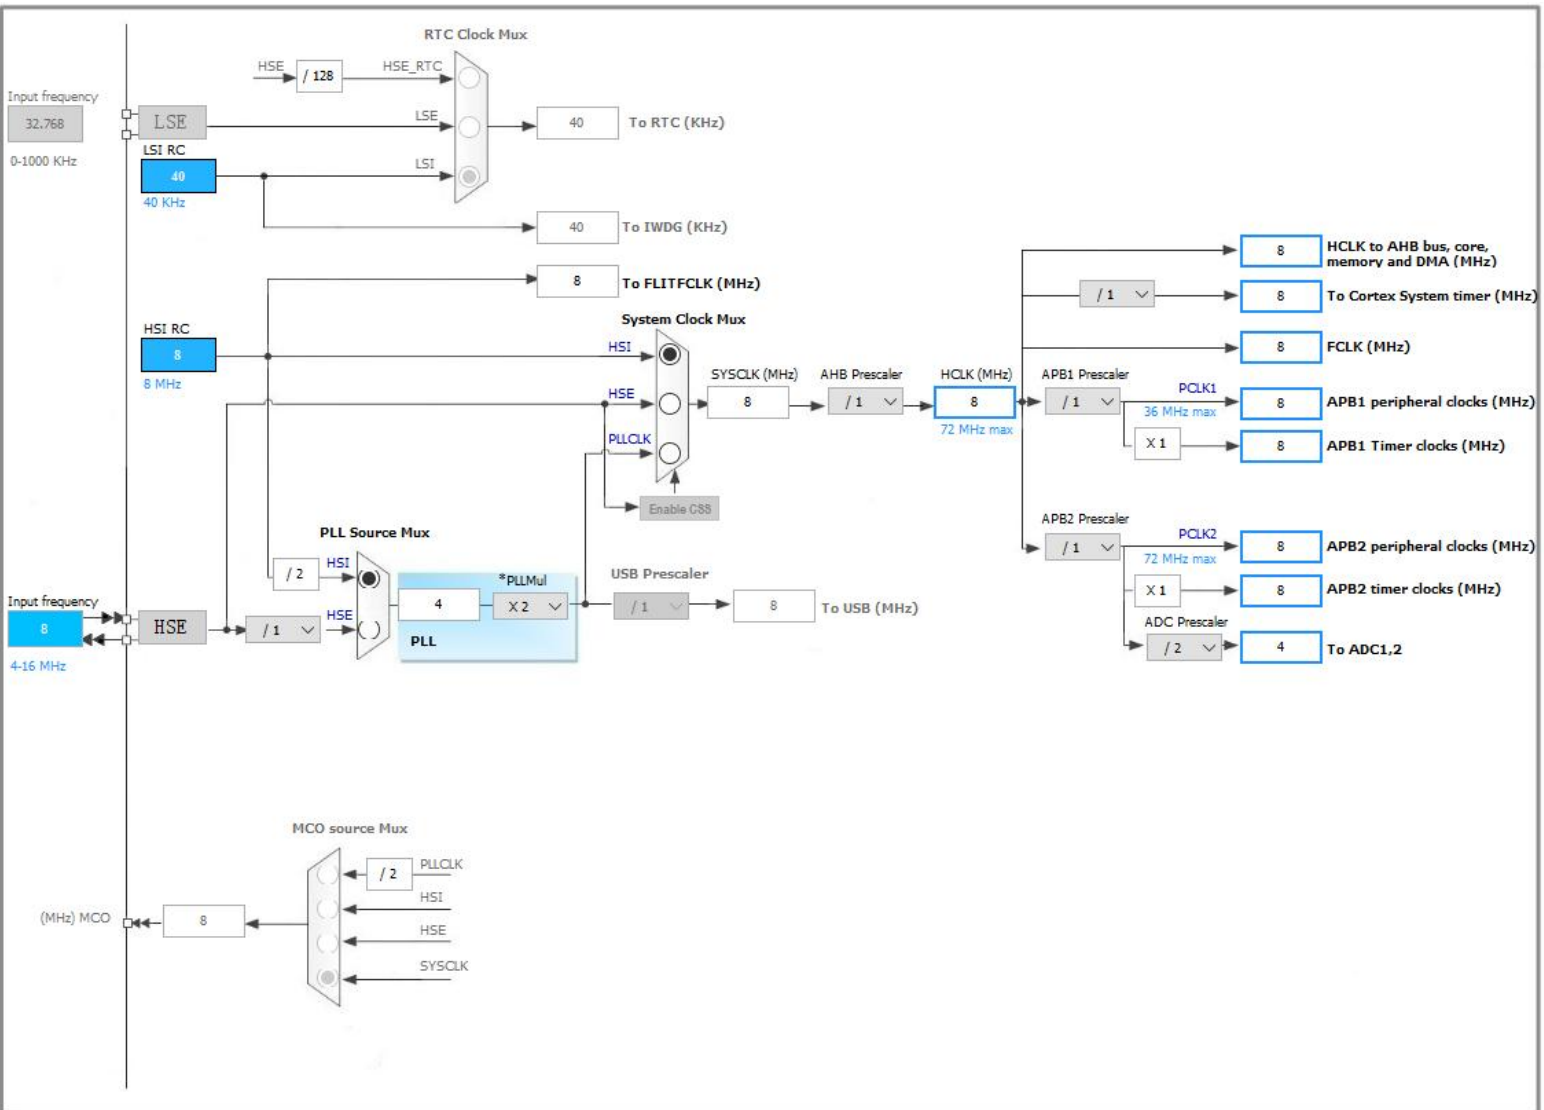 RTC Clock Mux
HSE
/ 128
HSE_RTC
Input frequency
32.768
0-1000 KHz
LSE
LSE
40
To RTC (KHz)
LSI RC
40
40 KHz
LSI
40
To IWDG (KHz)
8
To FLITFCLK (MHz)
HSI RC
8
8 MHz
System Clock Mux
HSI
HSE
PLLCLK
Enable CSS
SYSCLK (MHz)
8
AHB Prescaler
/ 1
HCLK (MHz)
8
72 MHz max
8
HCLK to AHB bus, core,
memory and DMA (MHz)
/ 1
8
To Cortex System timer (MHz)
8
FCLK (MHz)
APB1 Prescaler
/ 1
PCLK1
36 MHz max
8
APB1 peripheral clocks (MHz)
X 1
8
APB1 Timer clocks (MHz)
APB2 Prescaler
/ 1
PCLK2
72 MHz max
8
APB2 peripheral clocks (MHz)
X 1
8
APB2 timer clocks (MHz)
ADC Prescaler
/ 2
4
To ADC1,2
PLL Source Mux
/ 2
HSI
HSE
Input frequency
8
4-16 MHz
HSE
/ 1
4
*PLLMul
X 2
PLL
USB Prescaler
/ 1
8
To USB (MHz)
MCO source Mux
/ 2
PLLCLK
HSI
HSE
SYSCLK
(MHz) MCO
8